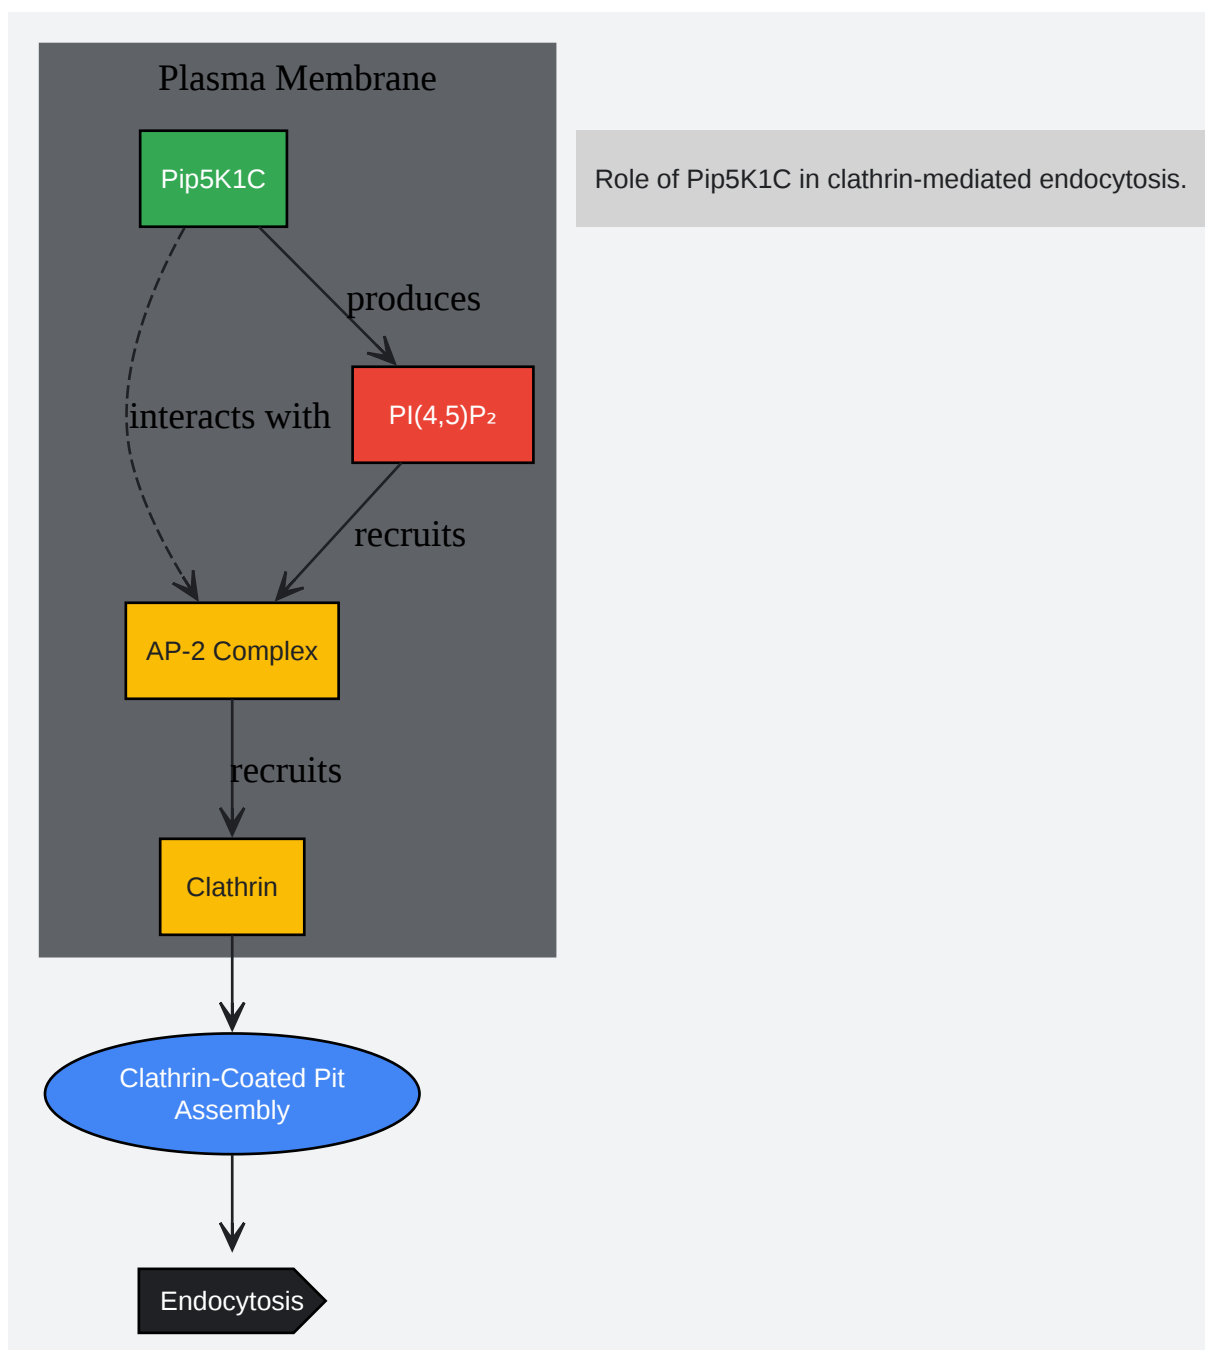 Plasma Membrane
Pip5K1C
Role of Pip5K1C in clathrin-mediated endocytosis.
produces
interacts with
PI(4,5)P₂
recruits
AP-2 Complex
recruits
Clathrin
Clathrin-Coated Pit
Assembly
Endocytosis